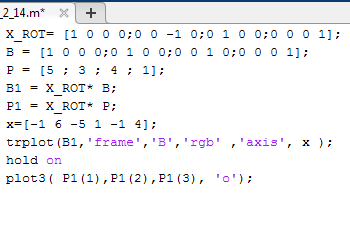 _2_14.m* × +
X_ROT= [1 0 0 0;0 0 -1 0;0 1 0 0;0 0 0 1];
B = [1 0 0 0;0 1 0 0;0 0 1 0;0 0 0 1];
P = [5 ; 3 ; 4 ; 1];
B1 = X_ROT* B;
P1 = X_ROT* P;
x=[-1 6 -5 1 -1 4];
trplot(B1,'frame','B','rgb' ,'axis', x );
hold on
plot3( P1(1),P1(2),P1(3), 'o');